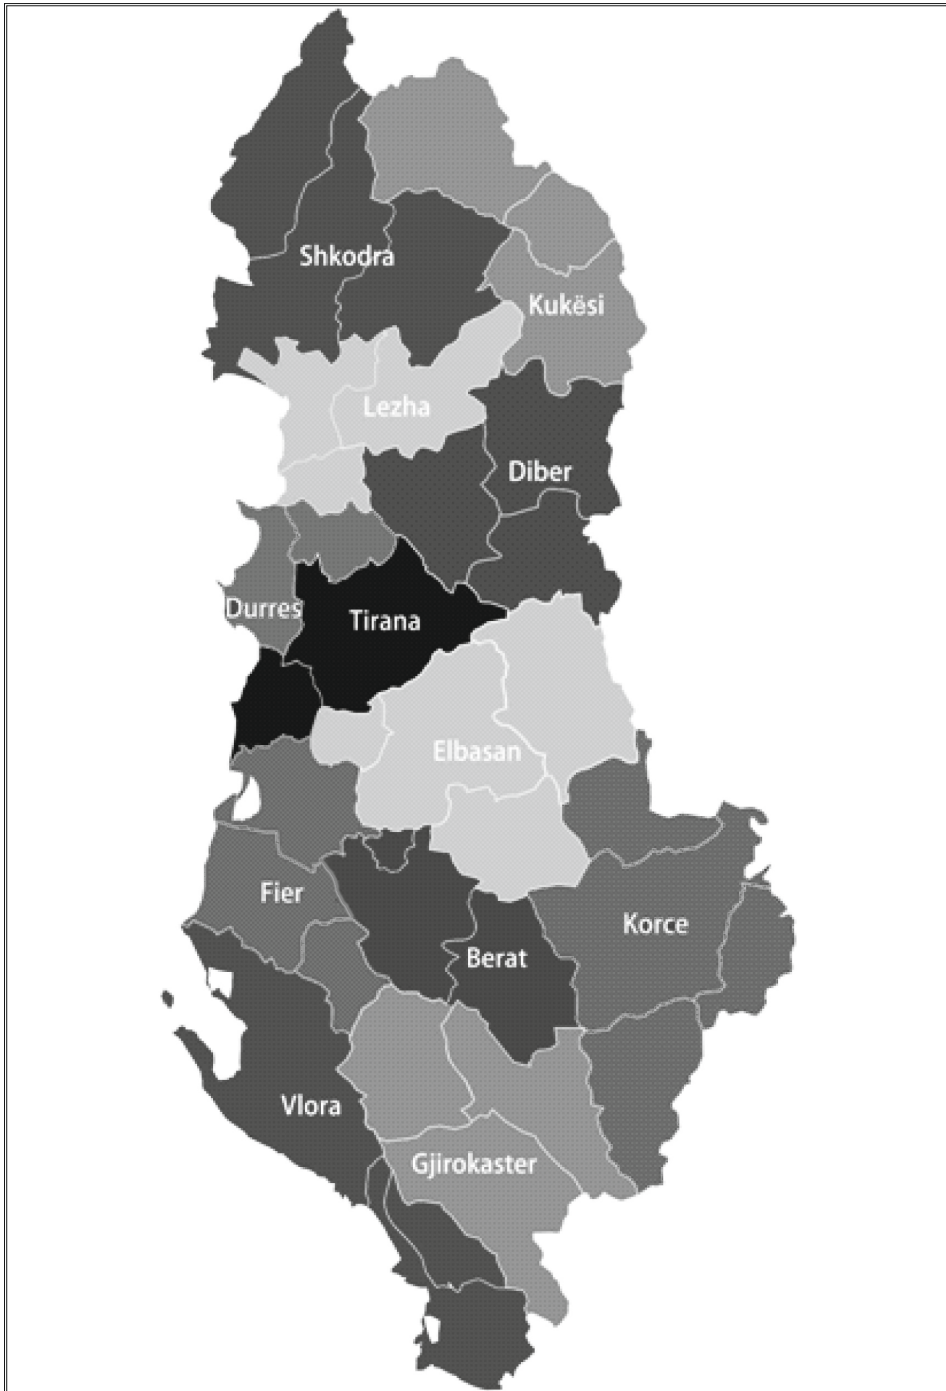 Shkodra
Kukësi
Lezha
Diber
Durres
Tirana
Elbasan
Fier
Korce
Berat
Vlora
Gjirokaster